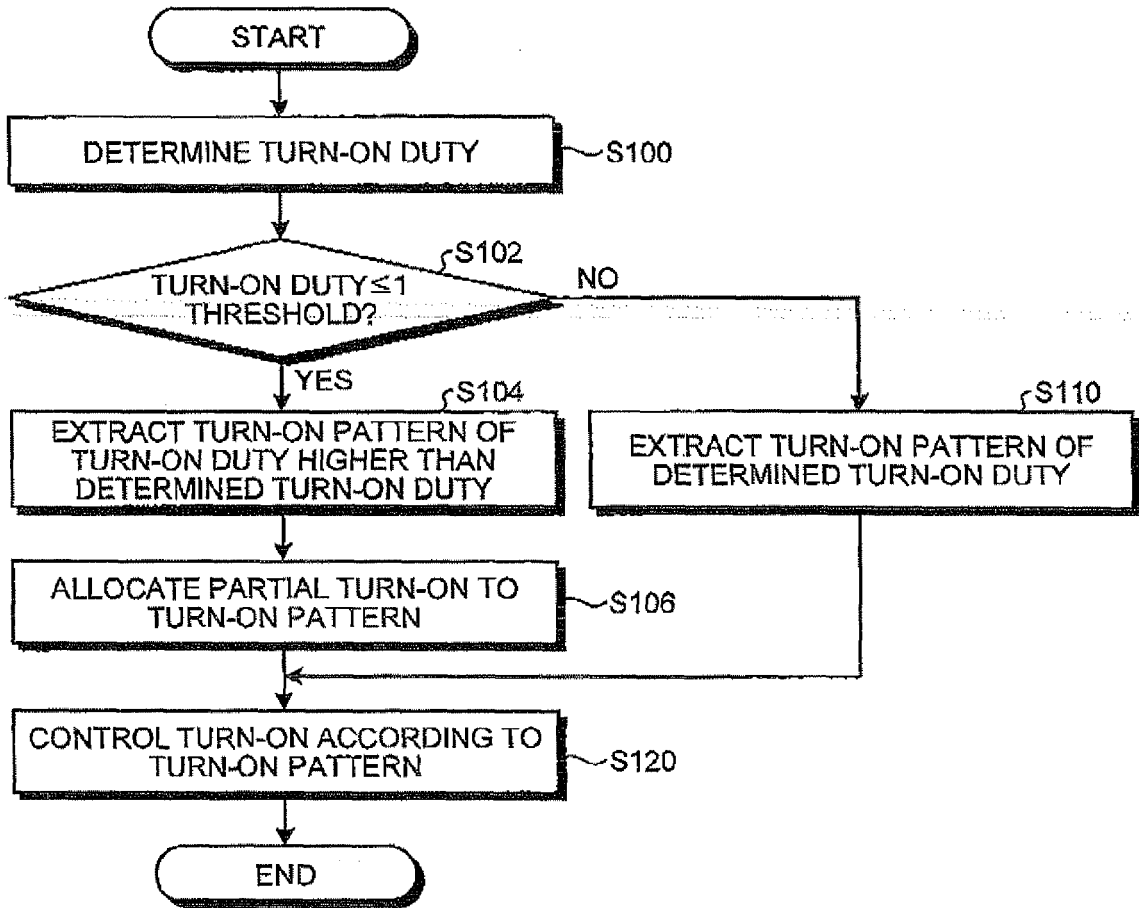 START
DETERMINE TURN-ON DUTY
S100
S102
TURN-ON DUTY≦1
THRESHOLD?
NO
YES
S104
EXTRACT TURN-ON PATTERN OF
TURN-ON DUTY HIGHER THAN
DETERMINED TURN-ON DUTY
S110
EXTRACT TURN-ON PATTERN OF
DETERMINED TURN-ON DUTY
ALLOCATE PARTIAL TURN-ON TO
TURN-ON PATTERN
S106
CONTROL TURN-ON ACCORDING TO
TURN-ON PATTERN
S120
END